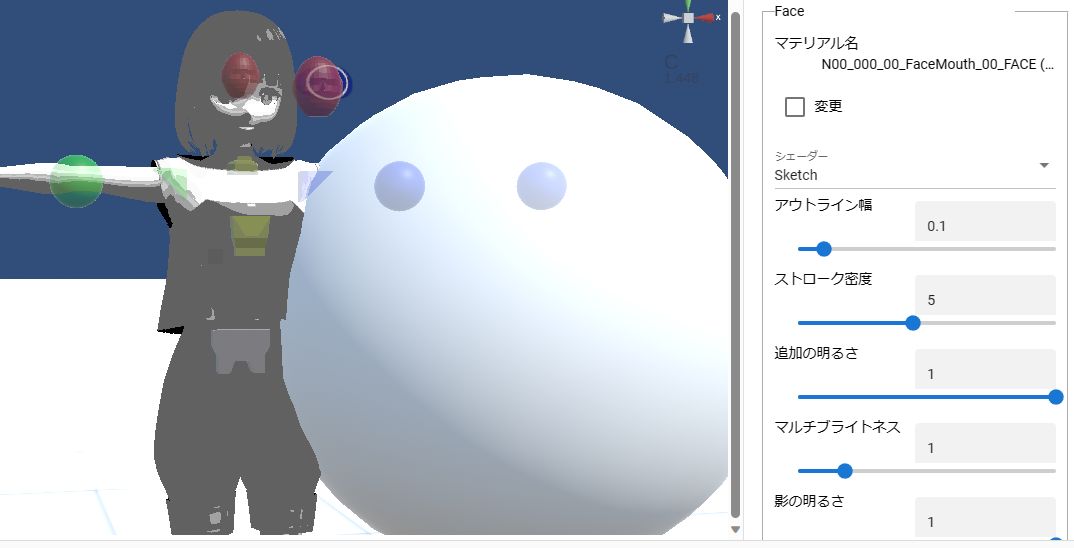 Face
x
C
1.448
マテリアル名
N00_000_00_FaceMouth_00_FACE (...
変更
シェーダー
Sketch
アウトライン幅
0.1
ストローク密度
5
追加の明るさ
1
マルチブライトネス
1
影の明るさ
1